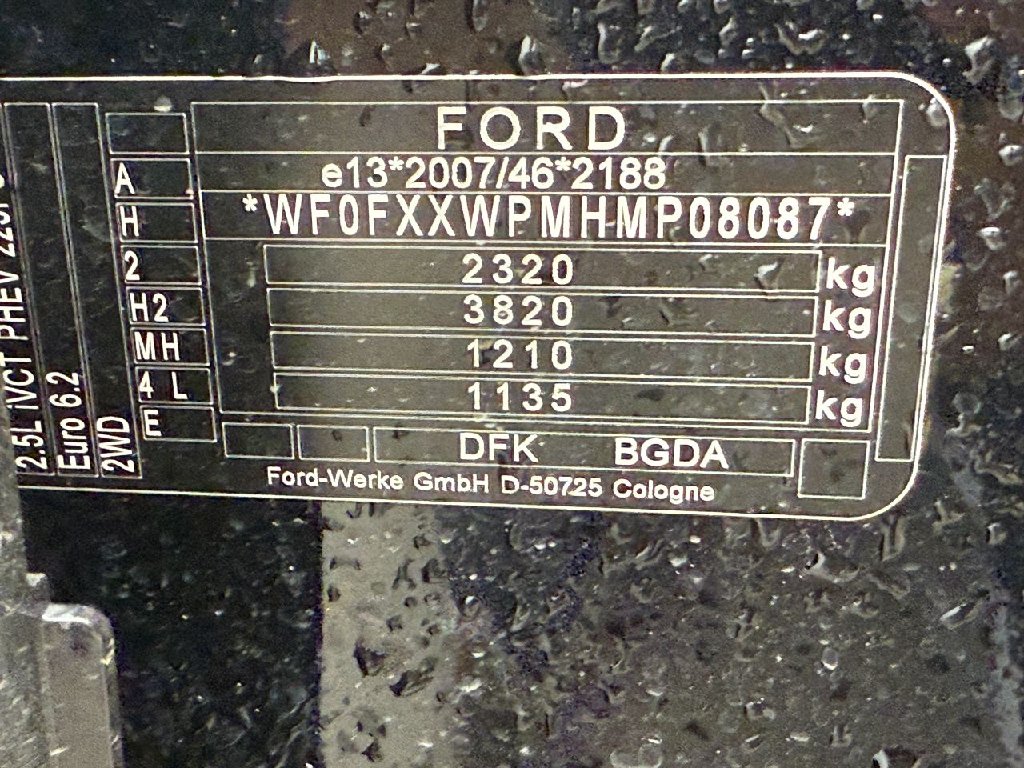 FORD
A e13*2007/46*2188
H *WF0FXXWPMHMP08087*
2 2320 kg
H2 3820 kg
MH 1210 kg
4 L 1135 kg
E
DFK BGDA
Ford-Werke GmbH D-50725 Cologne
2.5L iVCT PHEV
Euro 6.2
2WD